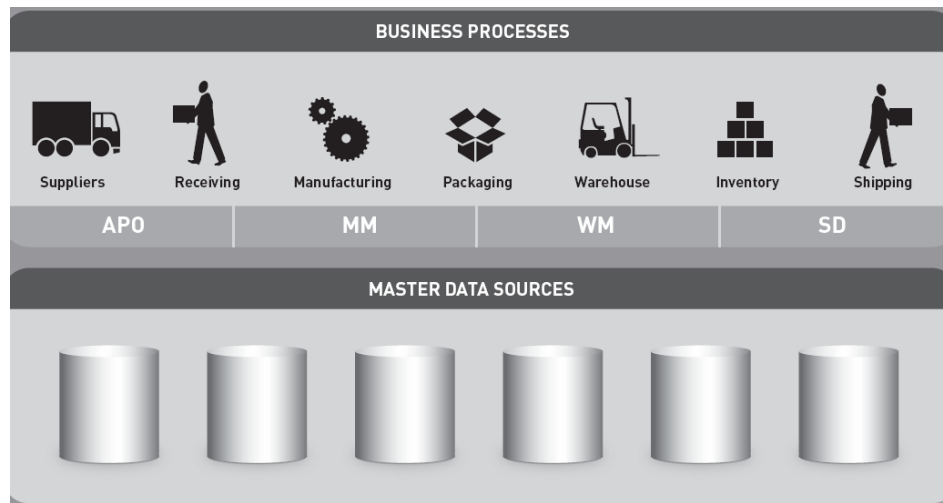 BUSINESS PROCESSES
Suppliers Receiving Manufacturing Packaging Warehouse Inventory Shipping
APO MM WM SD
MASTER DATA SOURCES